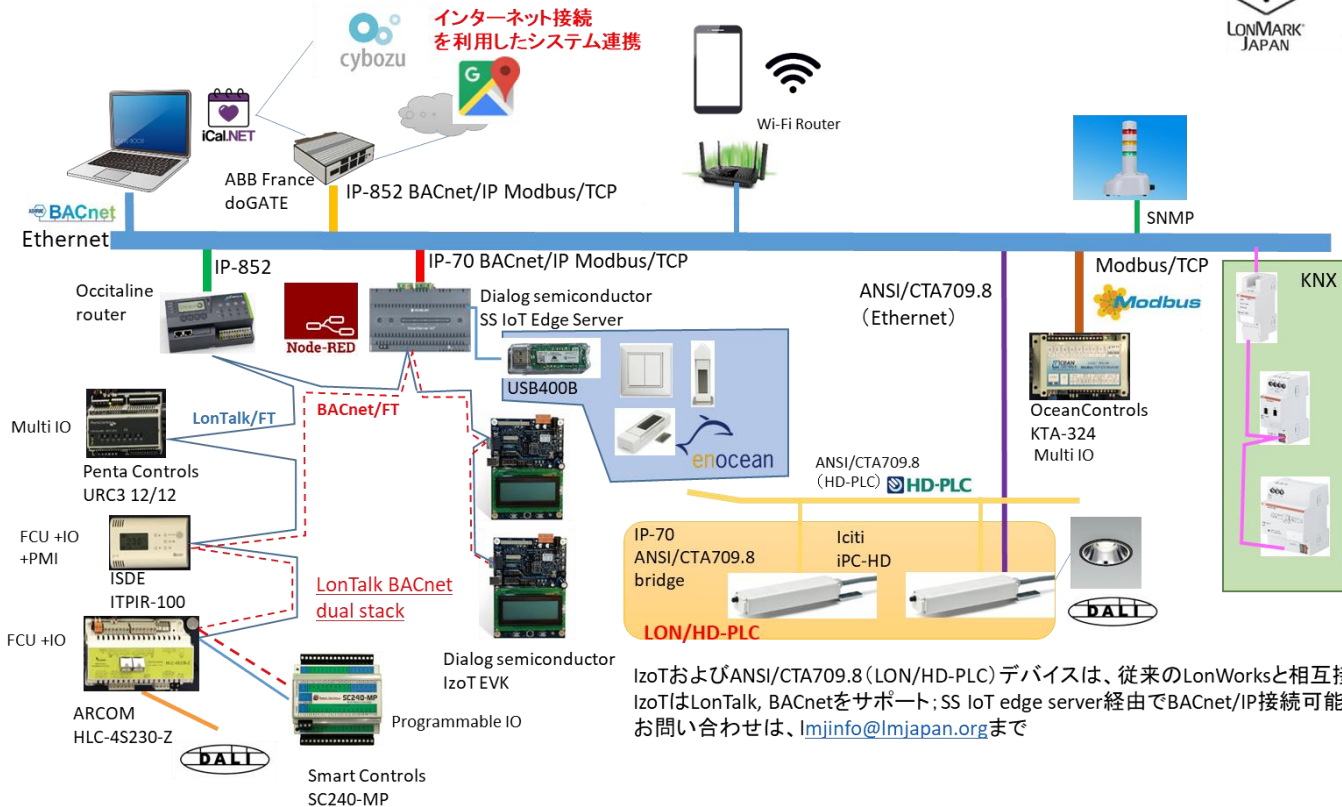 インターネット接続
を利用したシステム連携
cybozu
G
LONMARK®
JAPAN
iCal.NET
Wi-Fi Router
ABB France
doGATE
IP-852 BACnet/IP Modbus/TCP
BACnet
Ethernet
SNMP
IP-852
IP-70 BACnet/IP Modbus/TCP
Modbus/TCP
Modbus
KNX
Occitaline
router
Node-RED
Dialog semiconductor
SS IoT Edge Server
ANSI/CTA709.8
（Ethernet）
USB400B
enocean
OceanControls
KTA-324
Multi IO
Multi IO
LonTalk/FT
BACnet/FT
Penta Controls
URC3 12/12
ANSI/CTA709.8
（HD-PLC）
HD-PLC
FCU +IO
+PMI
ISDE
ITPIR-100
LonTalk BACnet
dual stack
IP-70
ANSI/CTA709.8
bridge
Iciti
iPC-HD
LON/HD-PLC
DALI
FCU +IO
HLC-4S230-Z
ARCOM
HLC-4S230-Z
DALI
SC240-MP
Programmable IO
Smart Controls
SC240-MP
Dialog semiconductor
IzoT EVK
IzoTおよびANSI/CTA709.8（LON/HD-PLC）デバイスは、従来のLonWorksと相互接
IzoTはLonTalk, BACnetをサポート；SS IoT edge server経由でBACnet/IP接続可能
お問い合わせは、lmjinfo@lmjapan.orgまで